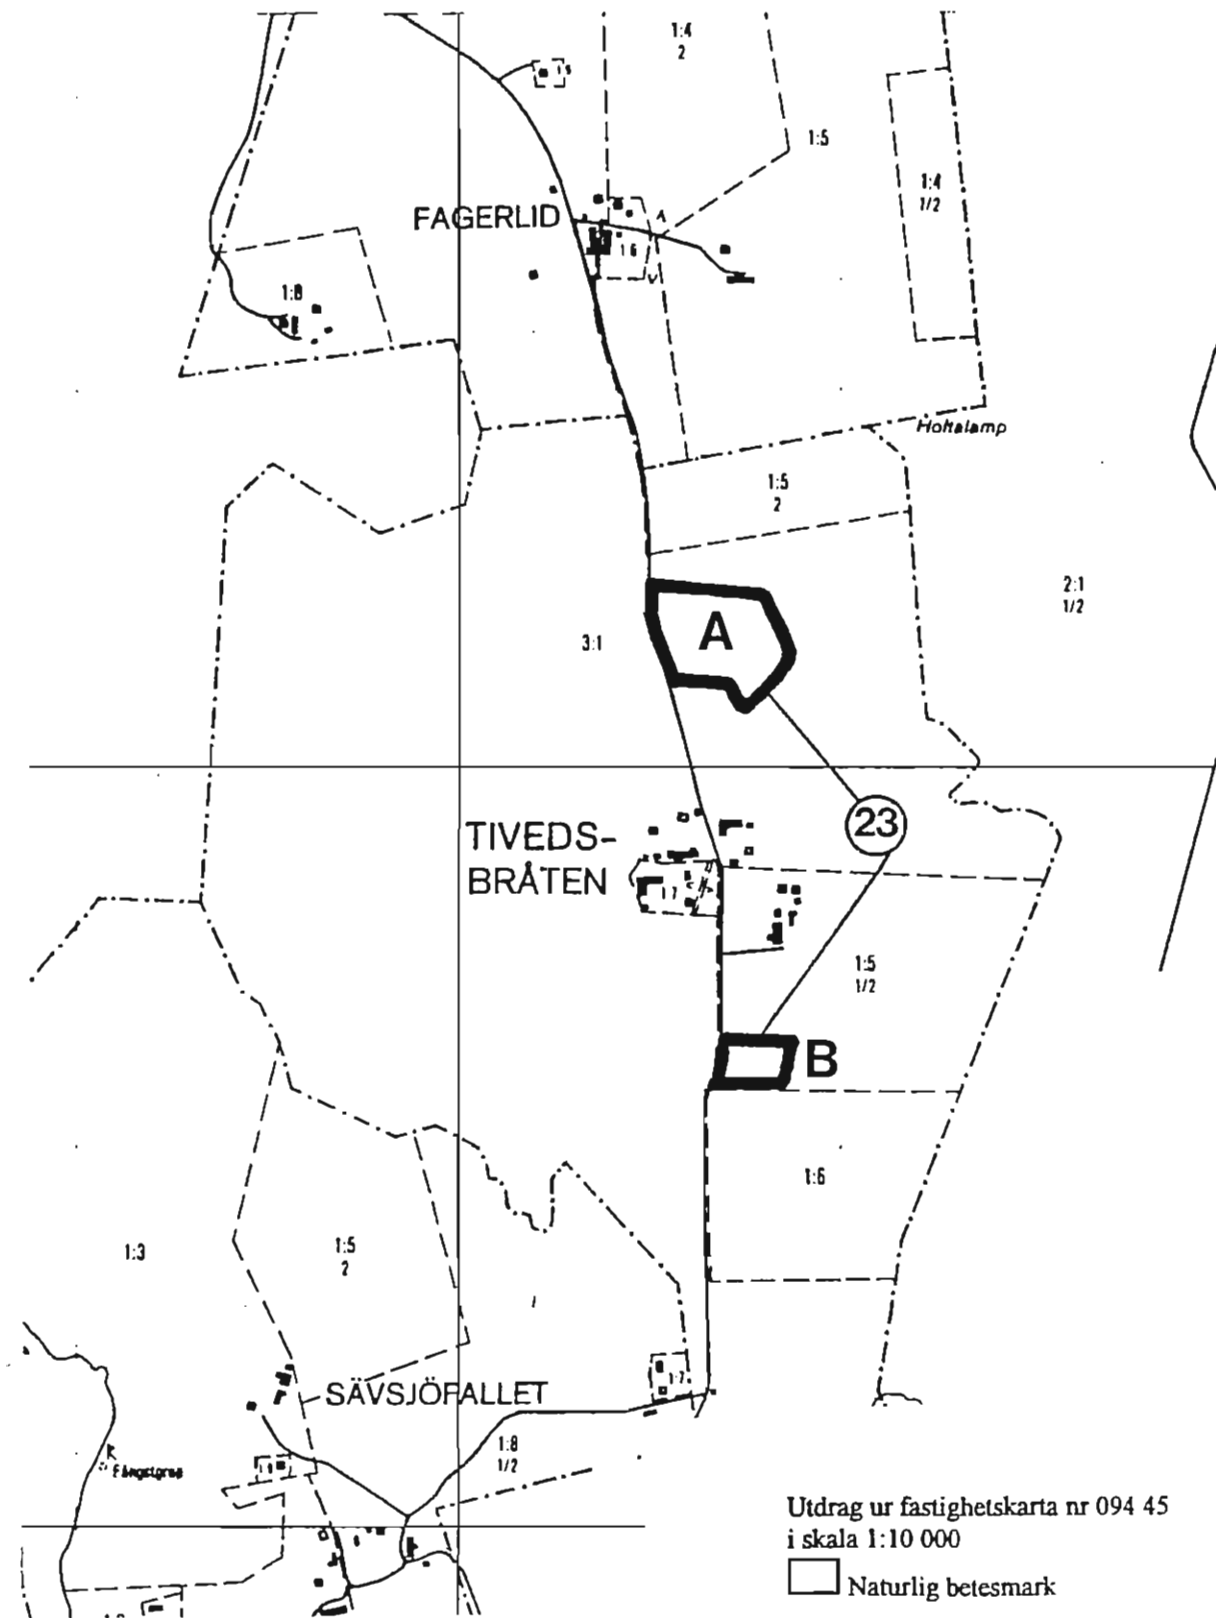 1:4
2
1:5
1:4
1/2
FAGERLID
1:6
1:8
Holtalamp
1:5
2
2:1
1/2
A
3:1
23
TIVEDS-
BRÅTEN
1:7
1:5
1/2
B
1:6
1:3
1:5
2
1:7
SÄVSJÖFALLET
1:8
1/2
R
Fångstgrop
Utdrag ur fastighetskarta nr 094 45
i skala 1:10 000
Naturlig betesmark